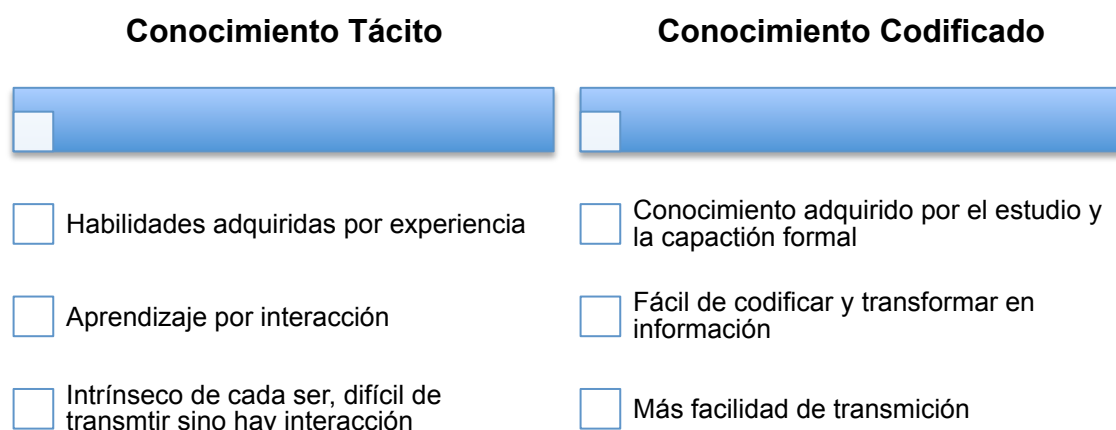 Conocimiento Tácito
Habilidades adquiridas por experiencia
Aprendizaje por interacción
Intrínseco de cada ser, difícil de
transmtir sino hay interacción
Conocimiento Codificado
Conocimiento adquirido por el estudio y
la capactión formal
Fácil de codificar y transformar en
información
Más facilidad de transmición